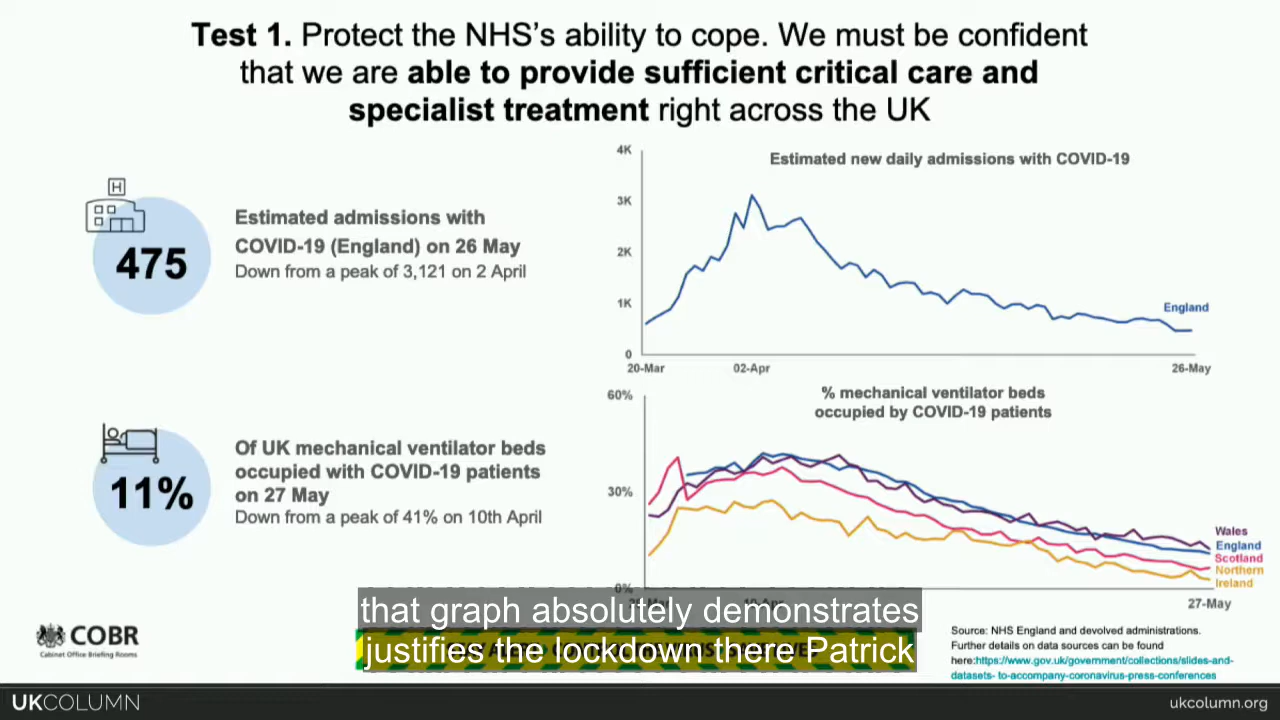 Test 1. Protect the NHS's ability to cope. We must be confident
that we are able to provide sufficient critical care and
specialist treatment right across the UK
H
475
Estimated admissions with
COVID-19 (England) on 26 May
Down from a peak of 3,121 on 2 April
Estimated new daily admissions with COVID-19
4K
3K
2K
1K
0
England
20-Mar
02-Apr
26-May
11%
Of UK mechanical ventilator beds
occupied with COVID-19 patients
on 27 May
Down from a peak of 41% on 10th April
% mechanical ventilator beds
occupied by COVID-19 patients
60%
30%
0%
Wales
England
Scotland
Northern
Ireland
27-May
that graph absolutely demonstrates
justifies the lockdown there Patrick
COBR
Cabinet Office Briefing Rooms
Source: NHS England and devolved administrations.
Further details on data sources can be found
here:https://www.gov.uk/government/collections/slides-and-
datasets- to-accompany-coronavirus-press-conferences
UKCOLUMN
ukcolumn.org